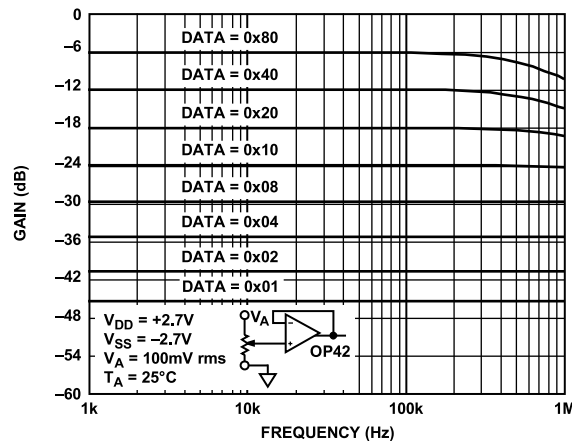 0
–6
–12
–18
–24
–30
–36
–42
–48
–54
–60
GAIN (dB)
DATA = 0x80
DATA = 0x40
DATA = 0x20
DATA = 0x10
DATA = 0x08
DATA = 0x04
DATA = 0x02
DATA = 0x01
VDD = +2.7V
VSS = –2.7V
VA = 100mV rms
TA = 25°C
VA
–
+
OP42
1k
10k
100k
1M
FREQUENCY (Hz)